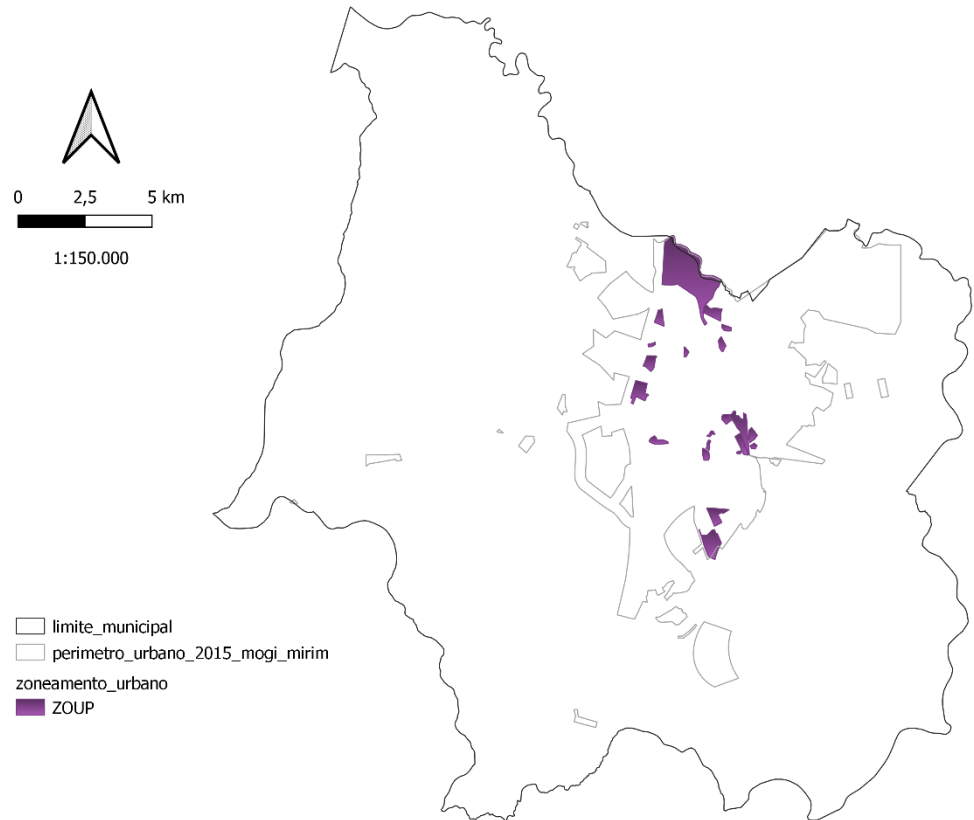 0 2,5 5 km
1:150.000
limite_municipal
perimetro_urbano_2015_mogi_mirim
zoneamento_urbano
ZOUP